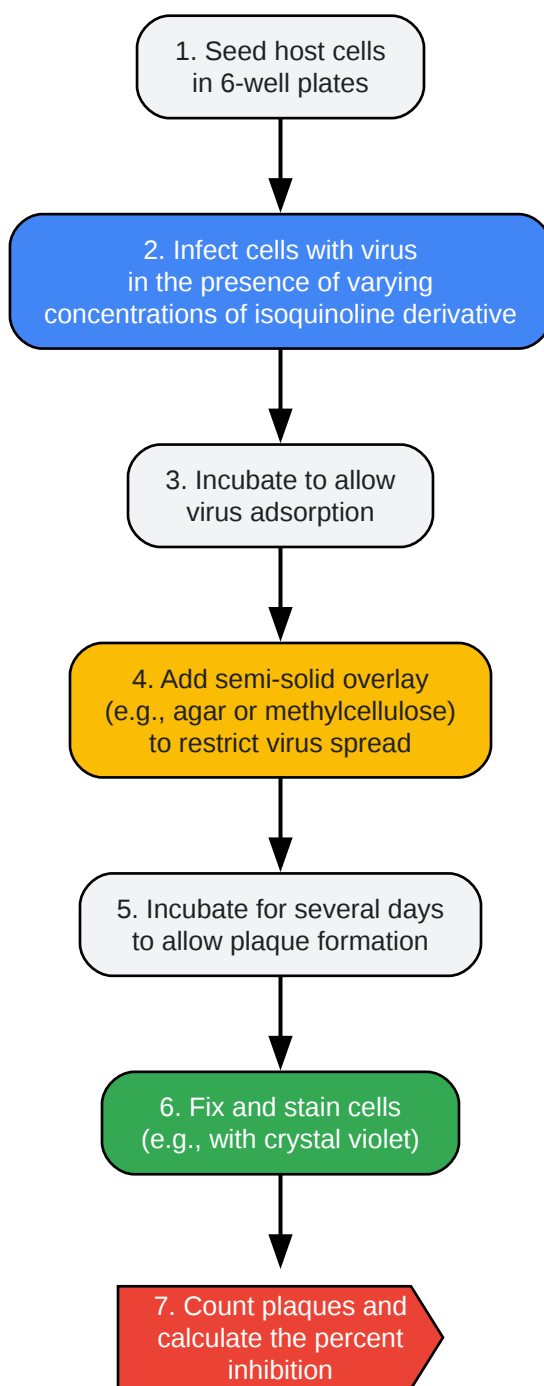 1. Seed host cells
in 6-well plates
2. Infect cells with virus
in the presence of varying
concentrations of isoquinoline derivative
3. Incubate to allow
virus adsorption
4. Add semi-solid overlay
(e.g., agar or methylcellulose)
to restrict virus spread
5. Incubate for several days
to allow plaque formation
6. Fix and stain cells
(e.g., with crystal violet)
7. Count plaques and
calculate the percent
inhibition